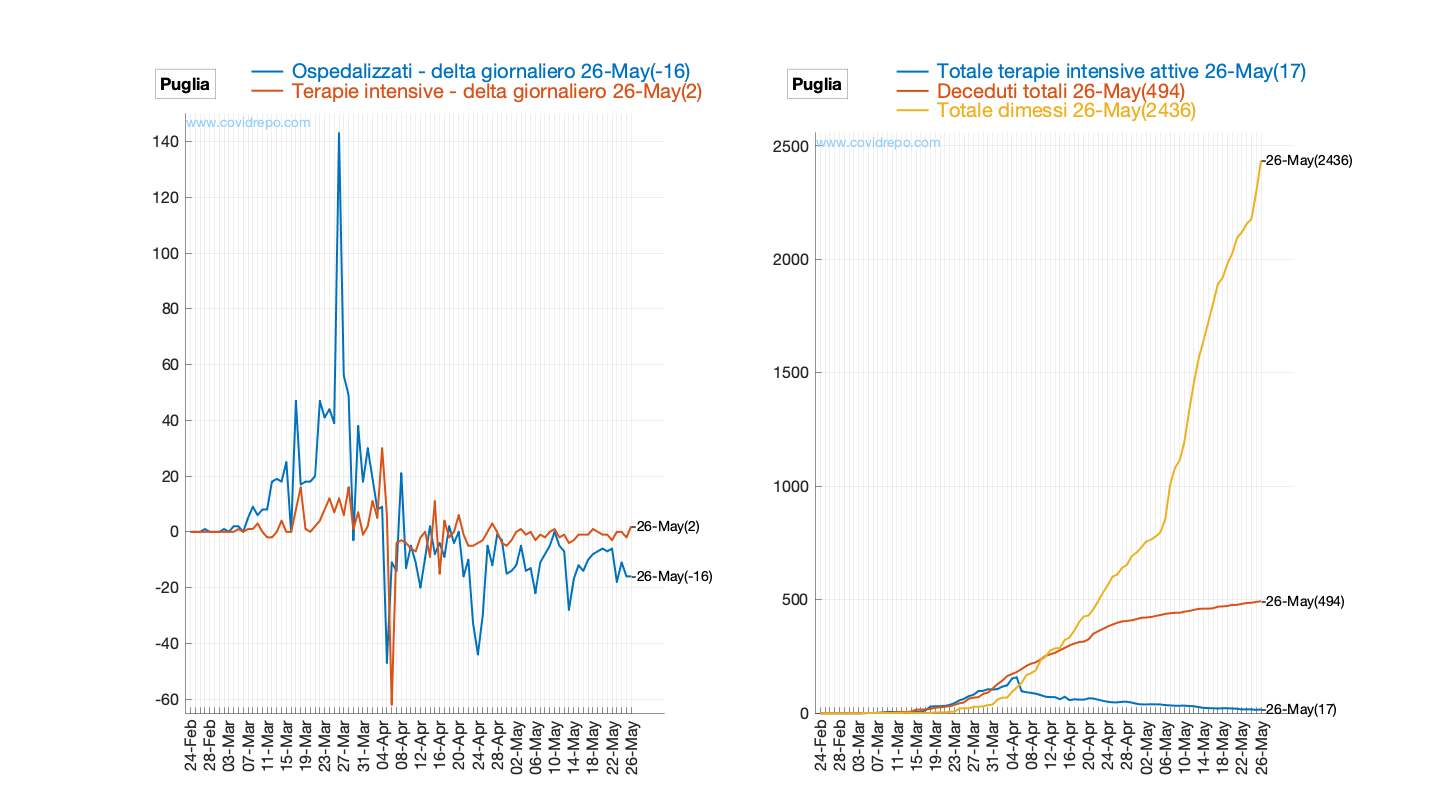 Puglia
Ospedalizzati - delta giornaliero 26-May(-16)
Terapie intensive - delta giornaliero 26-May(2)
www.covidrepo.com
140
120
100
80
60
40
20
0
-20
-40
-60
26-May(2)
26-May(-16)
24-Feb
28-Feb
03-Mar
07-Mar
11-Mar
15-Mar
19-Mar
23-Mar
27-Mar
31-Mar
04-Apr
08-Apr
12-Apr
16-Apr
20-Apr
24-Apr
28-Apr
02-May
06-May
10-May
14-May
18-May
22-May
26-May
Puglia
Totale terapie intensive attive 26-May(17)
Deceduti totali 26-May(494)
Totale dimessi 26-May(2436)
www.covidrepo.com
2500
2000
1500
1000
500
0
26-May(2436)
26-May(494)
26-May(17)
24-Feb
28-Feb
03-Mar
07-Mar
11-Mar
15-Mar
19-Mar
23-Mar
27-Mar
31-Mar
04-Apr
08-Apr
12-Apr
16-Apr
20-Apr
24-Apr
28-Apr
02-May
06-May
10-May
14-May
18-May
22-May
26-May